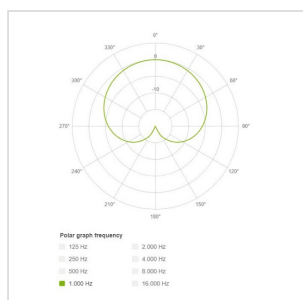 0°
330° 30°
0
300° 60°
-10
270° 90°
240° 120°
210° 150°
180°
Polar graph frequency
125 Hz 2.000 Hz
250 Hz 4.000 Hz
500 Hz 8.000 Hz
1.000 Hz 16.000 Hz